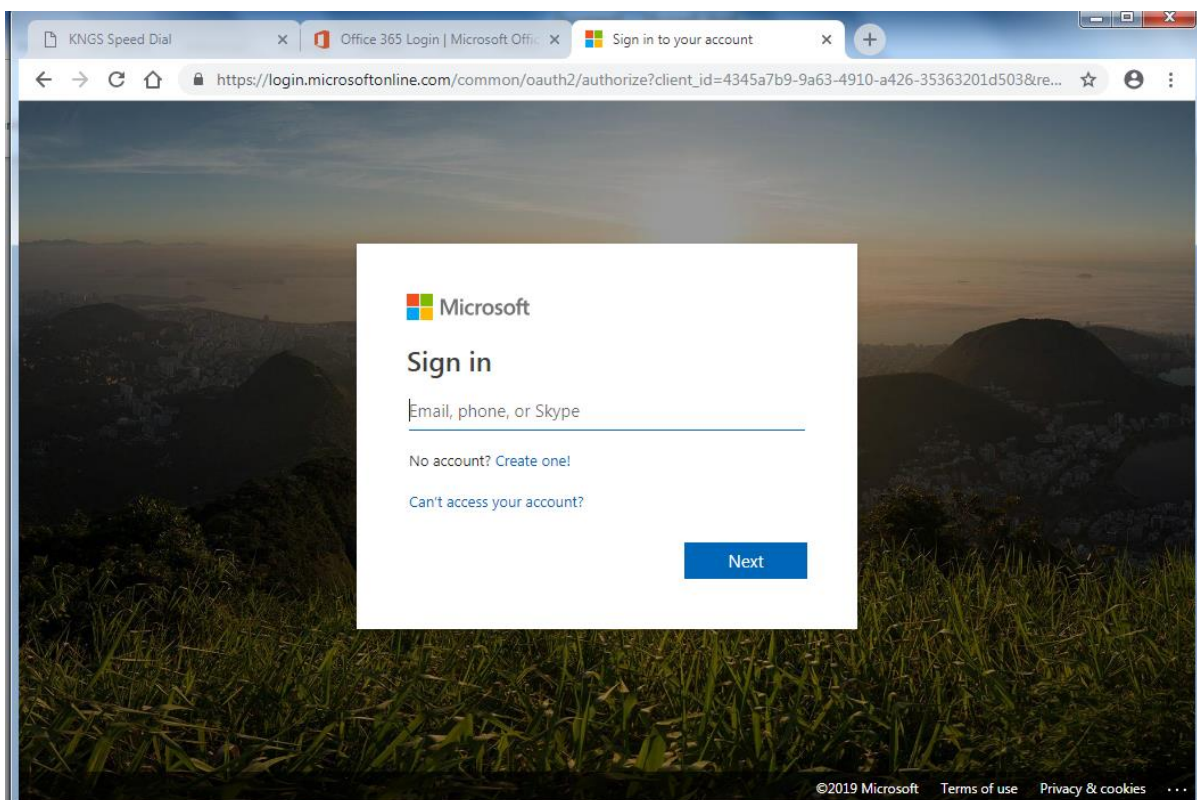 KNGS Speed Dial
Office 365 Login | Microsoft Offic
Sign in to your account
https://login.microsoftonline.com/common/oauth2/authorize?client_id=4345a7b9-9a63-4910-a426-35363201d503&re...
Microsoft
Sign in
Email, phone, or Skype
No account? Create one!
Can't access your account?
Next
©2019 Microsoft Terms of use Privacy & cookies ...